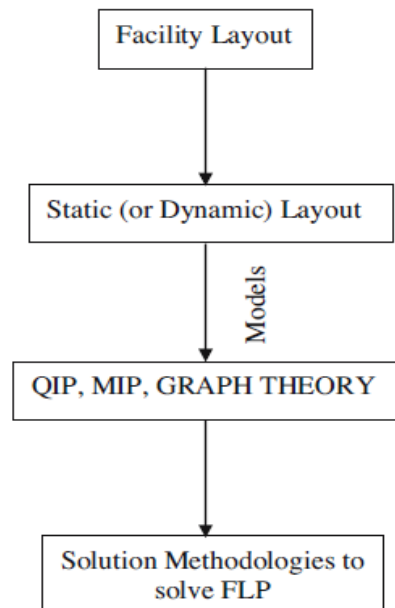 Facility Layout
Static (or Dynamic) Layout
Models
QIP, MIP, GRAPH THEORY
Solution Methodologies to
solve FLP